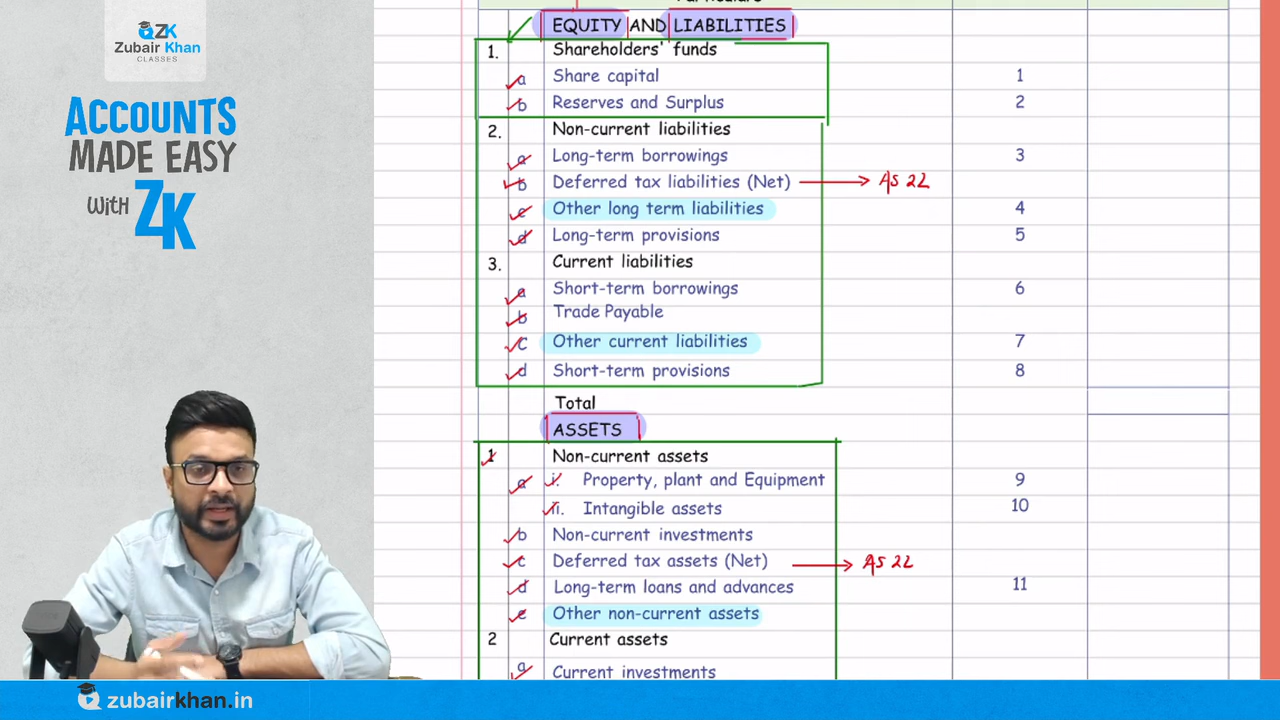 ZK
Zubair Khan
CLASSES
ACCOUNTS
MADE EASY
WITH ZK
EQUITY AND LIABILITIES
1. Shareholders' funds
a Share capital 1
b Reserves and Surplus 2
2. Non-current liabilities
a Long-term borrowings 3
b Deferred tax liabilities (Net) → AS 22
c Other long term liabilities 4
d Long-term provisions 5
3. Current liabilities
a Short-term borrowings 6
b Trade Payable
C Other current liabilities 7
d Short-term provisions 8
Total
ASSETS
1 Non-current assets
a i. Property, plant and Equipment 9
ii. Intangible assets 10
b Non-current investments
c Deferred tax assets (Net) → AS 22
d Long-term loans and advances 11
e Other non-current assets
2 Current assets
a Current investments
zubairkhan.in